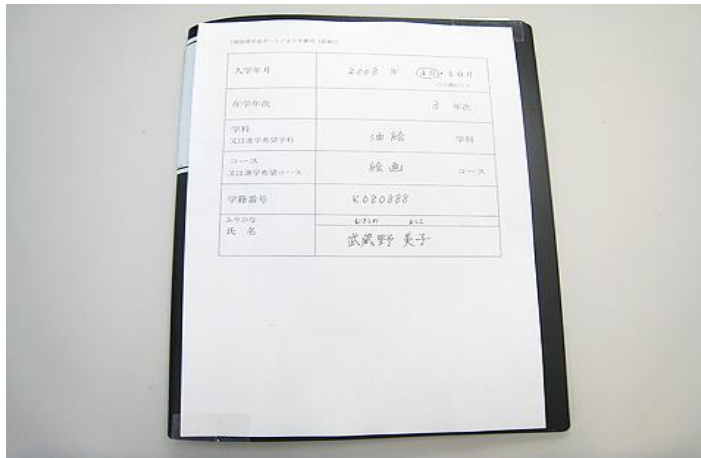 入学年月 2008 年 4月・10月
在学年次 3 年次
学科
又は進学希望学科 油絵 学科
コース
又は進学希望コース 絵画 コース
学籍番号 K080888
ふりがな むさしの よしこ
氏 名 武蔵野 美子